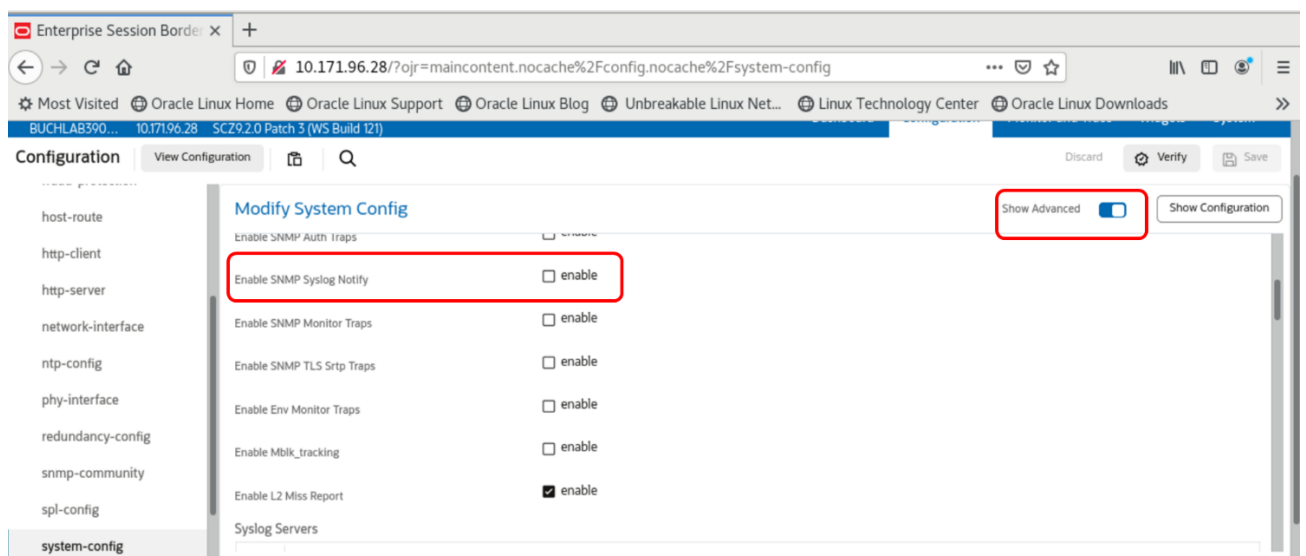 Enterprise Session Border
10.171.96.28/?ojr=maincontent.nocache%2Fconfig.nocache%2Fsystem-config
Most Visited Oracle Linux Home Oracle Linux Support Oracle Linux Blog Unbreakable Linux Net... Linux Technology Center Oracle Linux Downloads
BUCHLAB390... 10.171.96.28 SCZ9.2.0 Patch 3 (WS Build 121)
Configuration View Configuration Discard Verify Save
host-route
http-client
http-server
network-interface
ntp-config
phy-interface
redundancy-config
snmp-community
spl-config
system-config
Modify System Config Show Advanced Show Configuration
Enable SNMP Auth Traps enable
Enable SNMP Syslog Notify enable
Enable SNMP Monitor Traps enable
Enable SNMP TLS Srtp Traps enable
Enable Env Monitor Traps enable
Enable Mblk_tracking enable
Enable L2 Miss Report enable
Syslog Servers